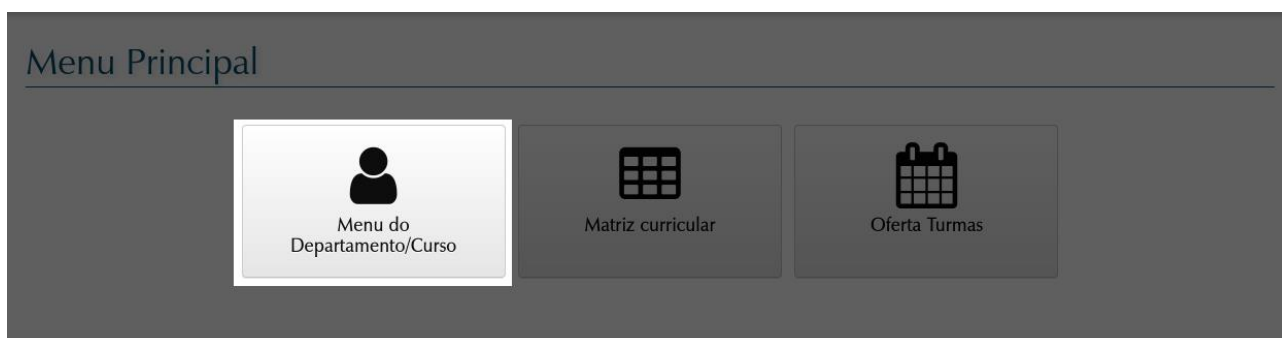 Menu Principal
Menu do
Departamento/Curso
Matriz curricular
Oferta Turmas